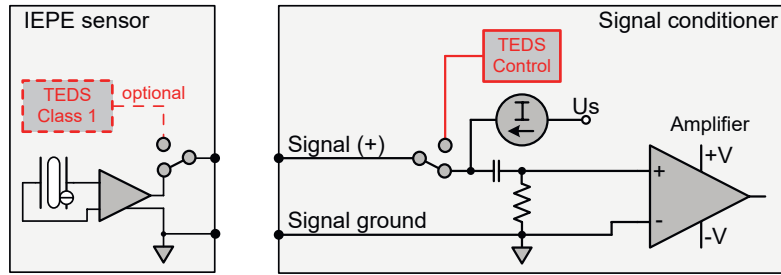 IEPE sensor
TEDS
Class 1
optional
Signal conditioner
TEDS
Control
I
Us
Amplifier
Signal (+)
+V
+
Signal ground
-
-V